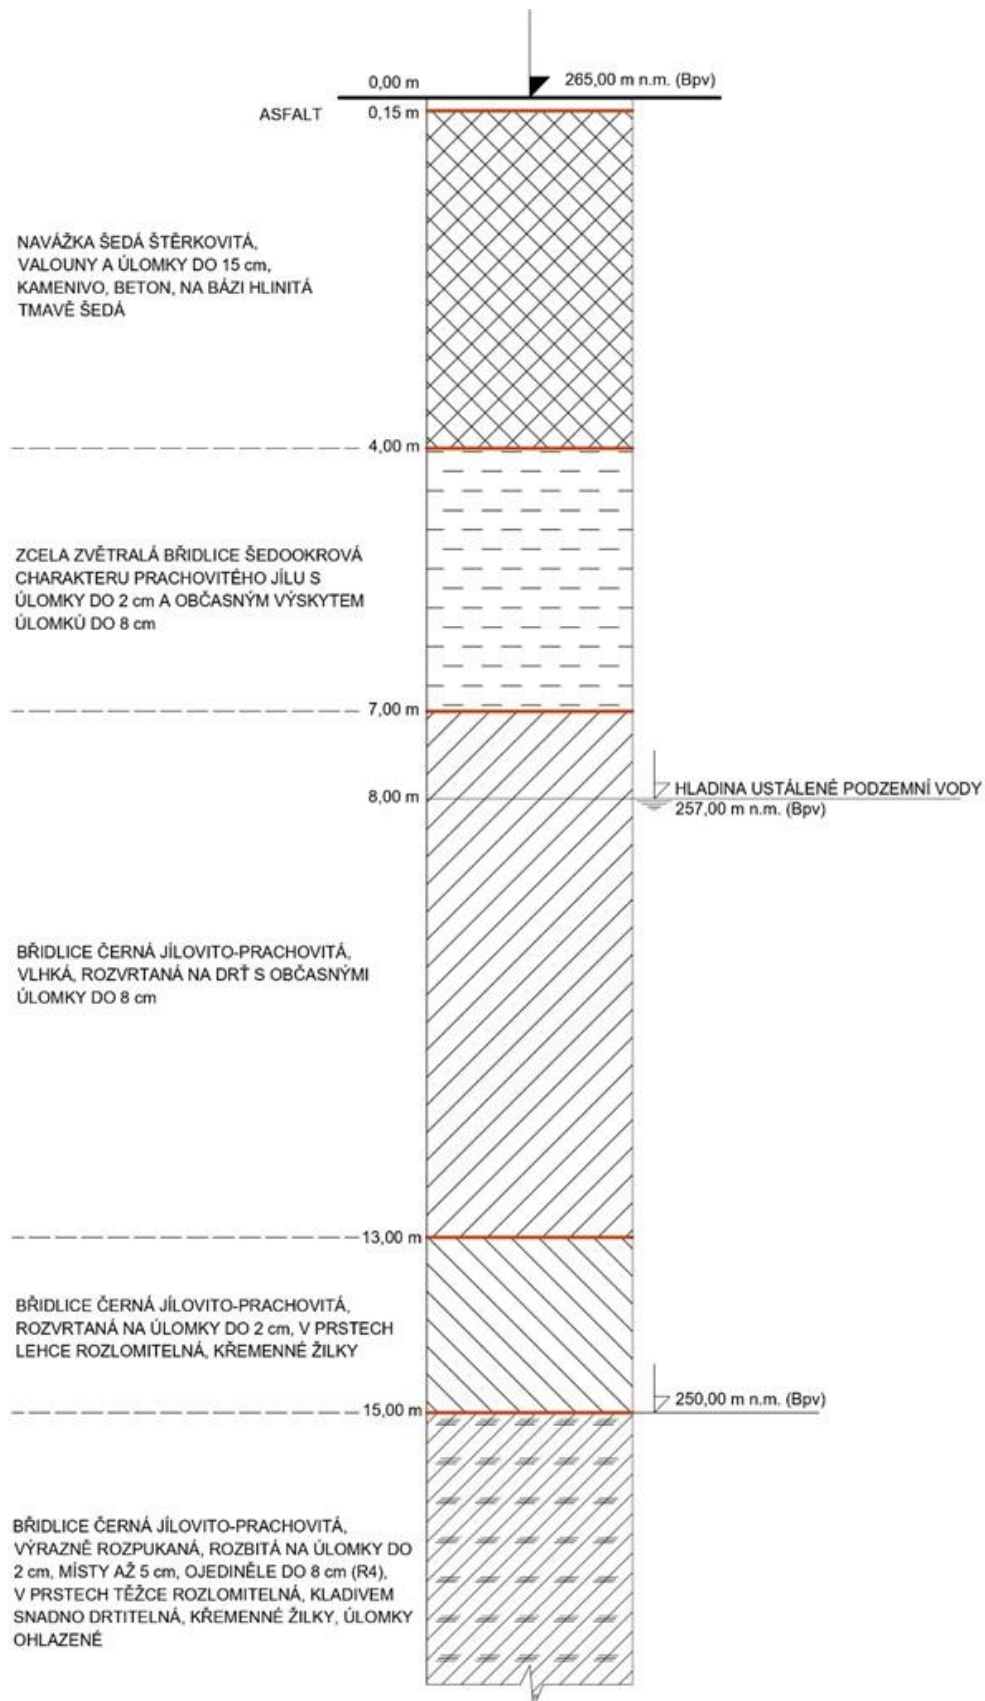 0,00 m
265,00 m n.m. (Bpv)
ASFALT
0,15 m
NAVÁŽKA ŠEDÁ ŠTĚRKOVITÁ,
VALOUNY A ÚLOMKY DO 15 cm,
KAMENIVO, BETON, NA BÁZI HLINITÁ
TMAVĚ ŠEDÁ
4,00 m
ZCELA ZVĚTRALÁ BŘIDLICE ŠEDOOKROVÁ
CHARAKTERU PRACHOVITÉHO JÍLU S
ÚLOMKY DO 2 cm A OBČASNÝM VÝSKYTEM
ÚLOMKŮ DO 8 cm
7,00 m
8,00 m
HLADINA USTÁLENÉ PODZEMNÍ VODY
257,00 m n.m. (Bpv)
BŘIDLICE ČERNÁ JÍLOVITO-PRACHOVITÁ,
VLHKÁ, ROZVRTANÁ NA DRŤ S OBČASNÝMI
ÚLOMKY DO 8 cm
13,00 m
BŘIDLICE ČERNÁ JÍLOVITO-PRACHOVITÁ,
ROZVRTANÁ NA ÚLOMKY DO 2 cm, V PRSTECH
LEHCE ROZLOMITELNÁ, KŘEMENNÉ ŽILKY
15,00 m
250,00 m n.m. (Bpv)
BŘIDLICE ČERNÁ JÍLOVITO-PRACHOVITÁ,
VÝRAZNĚ ROZPUKANÁ, ROZBITÁ NA ÚLOMKY DO
2 cm, MÍSTY AŽ 5 cm, OJEDINĚLE DO 8 cm (R4),
V PRSTECH TĚŽCE ROZLOMITELNÁ, KLADIVEM
SNADNO DRTITELNÁ, KŘEMENNÉ ŽILKY, ÚLOMKY
OHLAZENÉ